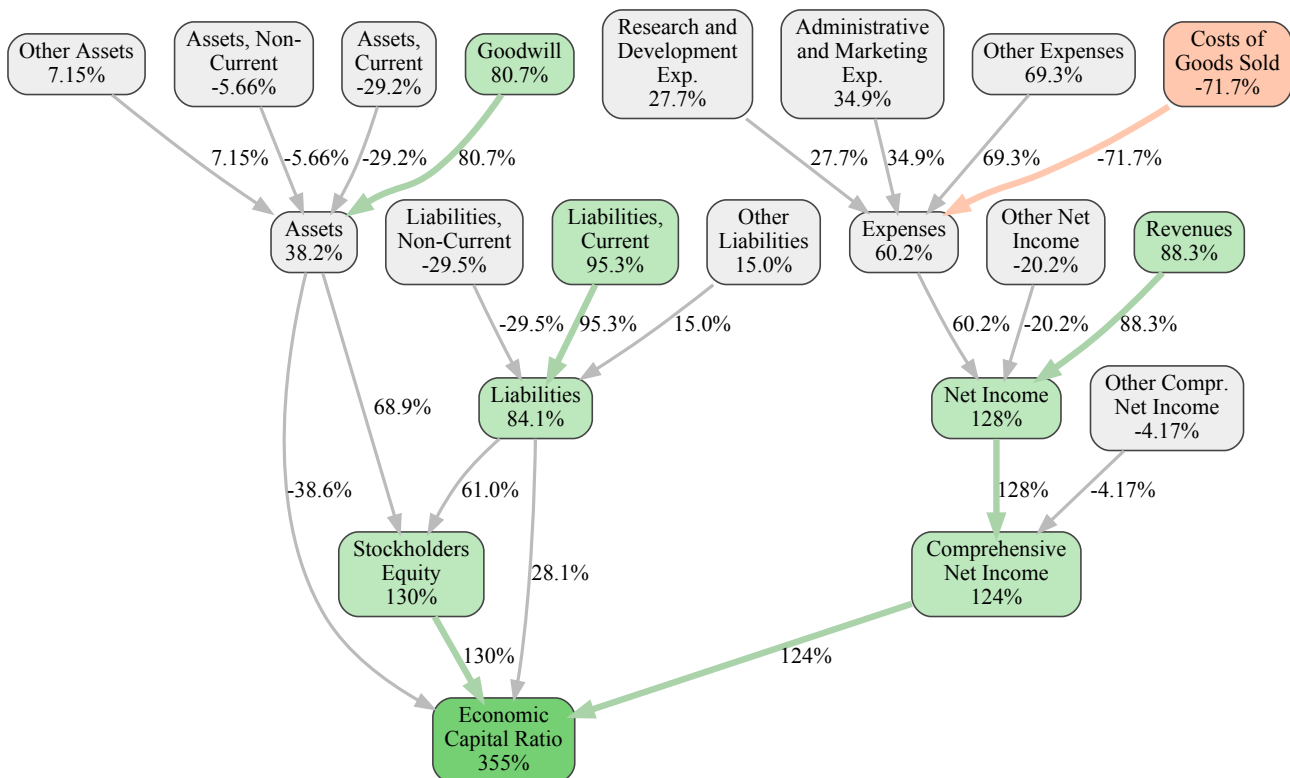 Other Assets
7.15%
Assets, Non-
Current
-5.66%
Assets,
Current
-29.2%
Goodwill
80.7%
Research and
Development
Exp.
27.7%
Administrative
and Marketing
Exp.
34.9%
Other Expenses
69.3%
Costs of
Goods Sold
-71.7%
7.15%
-5.66%
-29.2%
80.7%
27.7%
34.9%
69.3%
-71.7%
Assets
38.2%
Liabilities,
Non-Current
-29.5%
Liabilities,
Current
95.3%
Other
Liabilities
15.0%
Expenses
60.2%
Other Net
Income
-20.2%
Revenues
88.3%
-29.5%
95.3%
15.0%
60.2%
-20.2%
88.3%
68.9%
Liabilities
84.1%
Net Income
128%
Other Compr.
Net Income
-4.17%
-38.6%
61.0%
128%
-4.17%
Stockholders
Equity
130%
28.1%
Comprehensive
Net Income
124%
130%
124%
Economic
Capital Ratio
355%